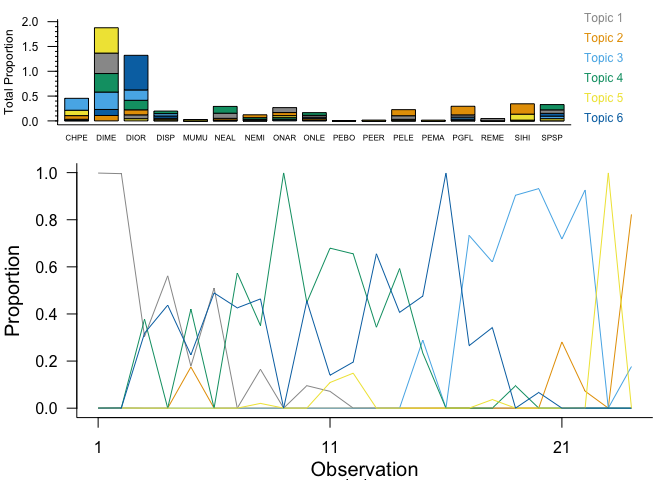 Total Proportion
2.0
1.5
1.0
0.5
0.0
CHPE DIME DIOR DISP MUMU NEAL NEMI ONAR ONLE PEBO PEER PELE PEMA PGFL REME SIHI SPSP
Topic 1
Topic 2
Topic 3
Topic 4
Topic 5
Topic 6
Proportion
1.0
0.8
0.6
0.4
0.2
0.0
1 11 21
Observation